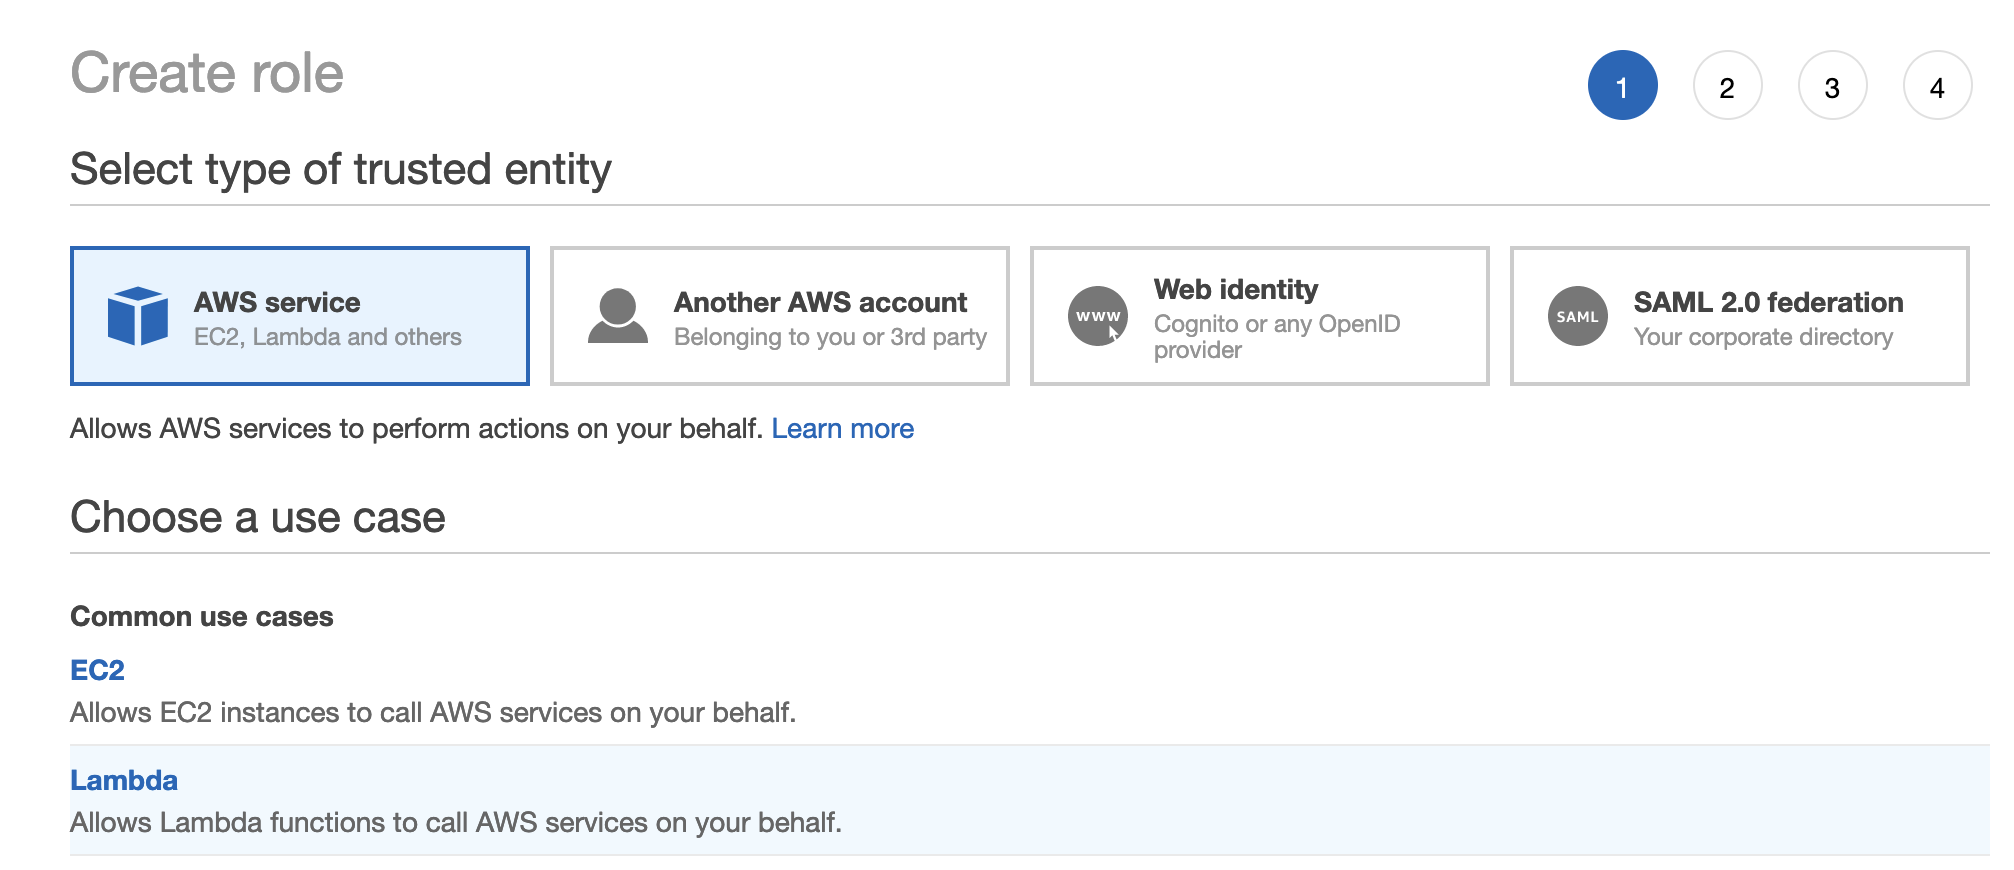 Create role
1 2 3 4
Select type of trusted entity
AWS service
EC2, Lambda and others
Another AWS account
Belonging to you or 3rd party
www
Web identity
Cognito or any OpenID
provider
SAML
SAML 2.0 federation
Your corporate directory
Allows AWS services to perform actions on your behalf. Learn more
Choose a use case
Common use cases
EC2
Allows EC2 instances to call AWS services on your behalf.
Lambda
Allows Lambda functions to call AWS services on your behalf.